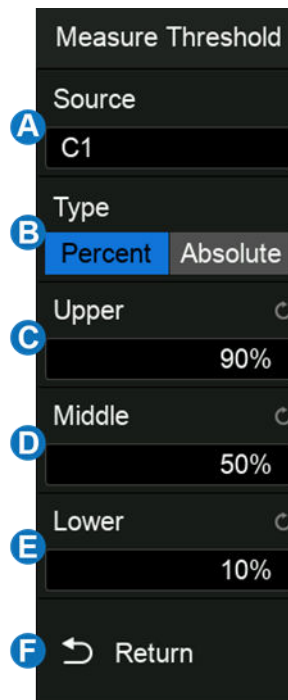 Measure Threshold
Source
A
C1
Type
B
Percent Absolute
Upper
C
90%
Middle
D
50%
Lower
E
10%
F Return